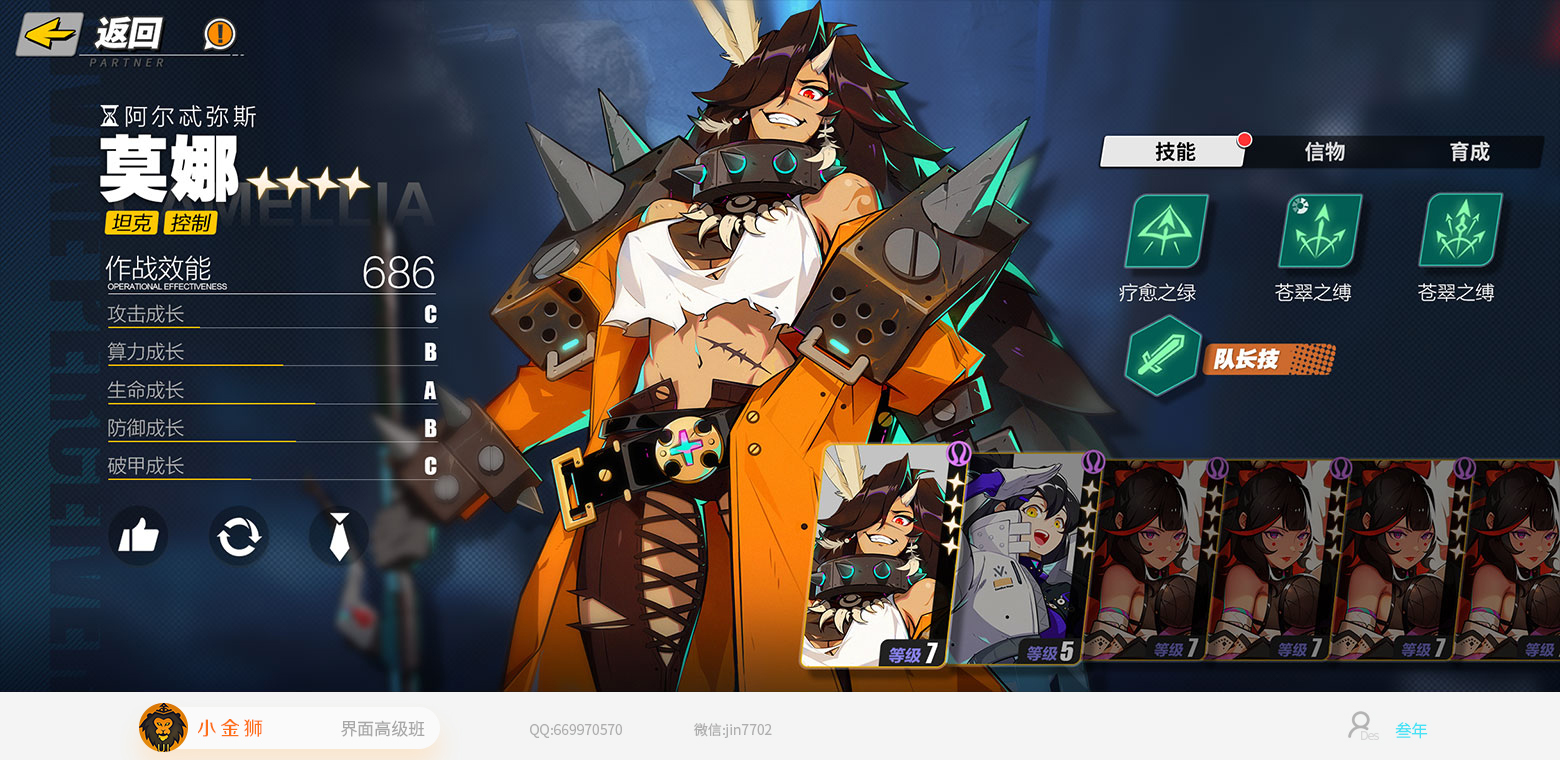 返回
PARTNER
阿尔忒弥斯
莫娜
CAMELLIA
坦克 控制
作战效能 686
OPERATIONAL EFFECTIVENESS
攻击成长 C
算力成长 B
生命成长 A
防御成长 B
破甲成长 C
技能 信物 育成
疗愈之绿 苍翠之缚 苍翠之缚
队长技
等级 7
等级 5
等级 7
等级 7
等级 7
等级
小金狮 界面高级班 QQ:669970570 微信:jin7702 Des 叁年